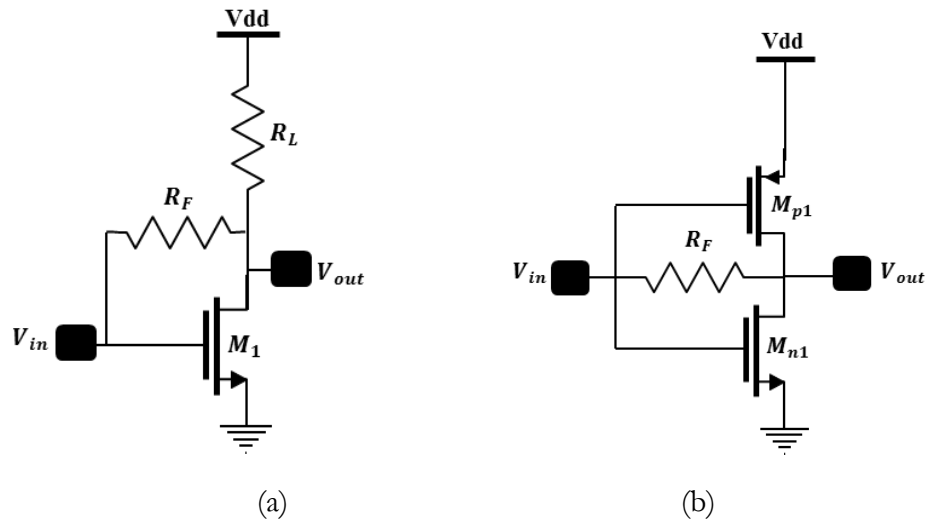 Vdd
R_L
R_F
V_out
V_in
M_1
(a)
Vdd
M_p1
R_F
V_in
V_out
M_n1
(b)